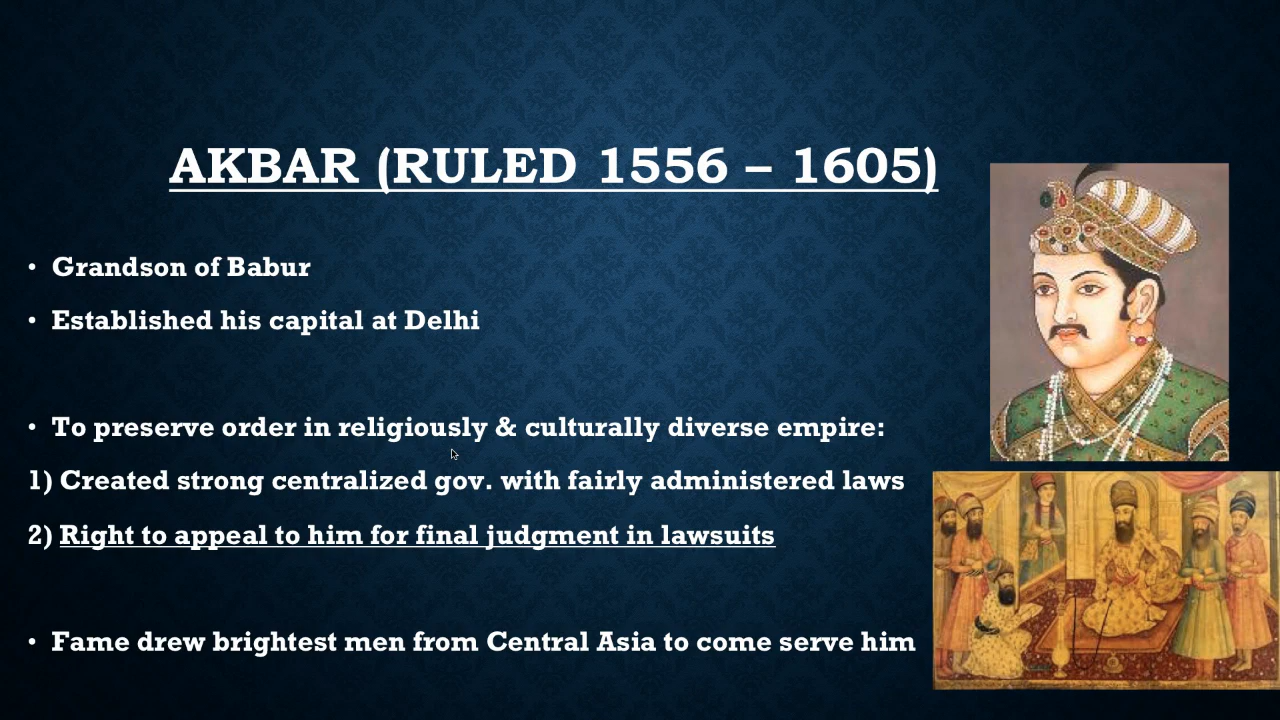 AKBAR (RULED 1556 – 1605)
• Grandson of Babur
• Established his capital at Delhi
• To preserve order in religiously & culturally diverse empire:
1) Created strong centralized gov. with fairly administered laws
2) Right to appeal to him for final judgment in lawsuits
• Fame drew brightest men from Central Asia to come serve him